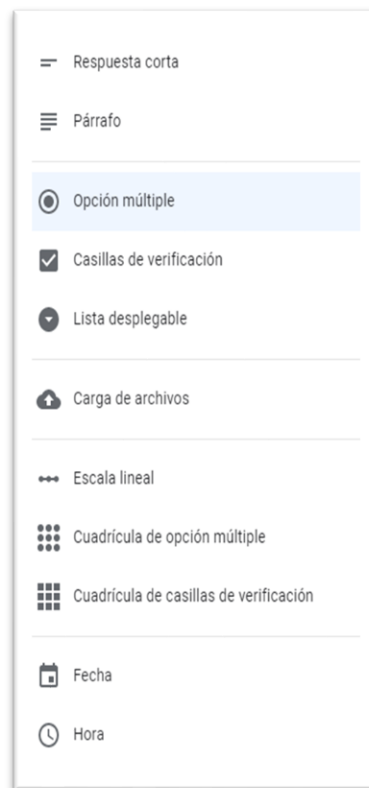 Respuesta corta
Párrafo
Opción múltiple
Casillas de verificación
Lista desplegable
Carga de archivos
Escala lineal
Cuadrícula de opción múltiple
Cuadrícula de casillas de verificación
Fecha
Hora